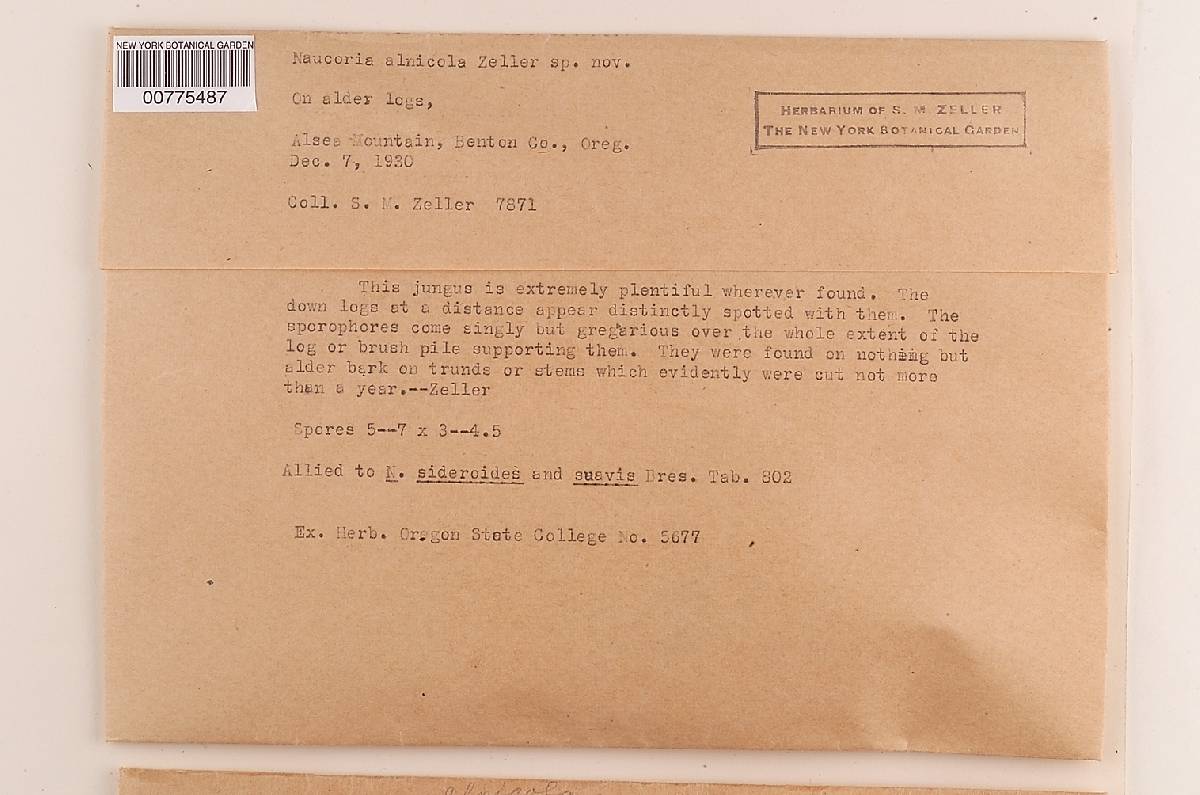 NEW YORK BOTANICAL GARDEN
00775487
Naucoria alnicola Zeller sp. nov.
On alder logs,
HERBARIUM OF S. M. ZELLER
THE NEW YORK BOTANICAL GARDEN
Alsea Mountain, Benton Co., Oreg.
Dec. 7, 1930
Coll. S. M. Zeller 7871
This jungus is extremely plentiful wherever found. The
down logs at a distance appear distinctly spotted with them. The
sporophores come singly but gregarious over the whole extent of the
log or brush pile supporting them. They were found on nothing but
alder bark on trunds or stems which evidently were cut not more
than a year.--Zeller
Spores 5--7 x 3--4.5
Allied to N. sideroides and suavis Bres. Tab. 802
Ex. Herb. Oregon State College No. 5677
alnicola